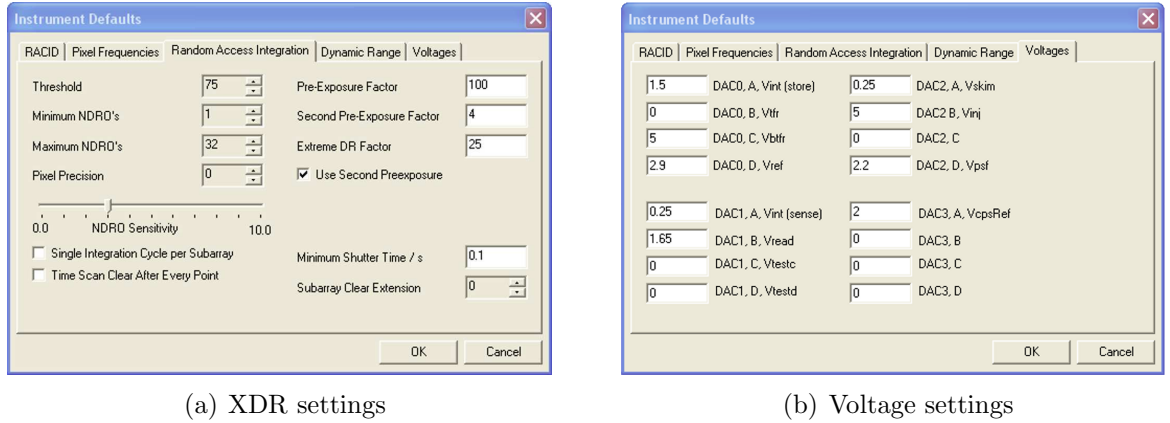 Instrument Defaults
RACID Pixel Frequencies Random Access Integration Dynamic Range Voltages
Threshold 75 Pre-Exposure Factor 100
Minimum NDRO's 1 Second Pre-Exposure Factor 4
Maximum NDRO's 32 Extreme DR Factor 25
Pixel Precision 0 Use Second Preexposure
0.0 NDRO Sensitivity 10.0
Single Integration Cycle per Subarray Minimum Shutter Time / s 0.1
Time Scan Clear After Every Point Subarray Clear Extension 0
OK Cancel
(a) XDR settings
Instrument Defaults
RACID Pixel Frequencies Random Access Integration Dynamic Range Voltages
1.5 DAC0, A, Vint (store) 0.25 DAC2, A, Vskim
0 DAC0, B, Vtfr 5 DAC2 B, Vinj
5 DAC0, C, Vbtfr 0 DAC2, C
2.9 DAC0, D, Vref 2.2 DAC2, D, Vpsf
0.25 DAC1, A, Vint (sense) 2 DAC3, A, VcpsRef
1.65 DAC1, B, Vread 0 DAC3, B
0 DAC1, C, Vtestc 0 DAC3, C
0 DAC1, D, Vtestd 0 DAC3, D
OK Cancel
(b) Voltage settings